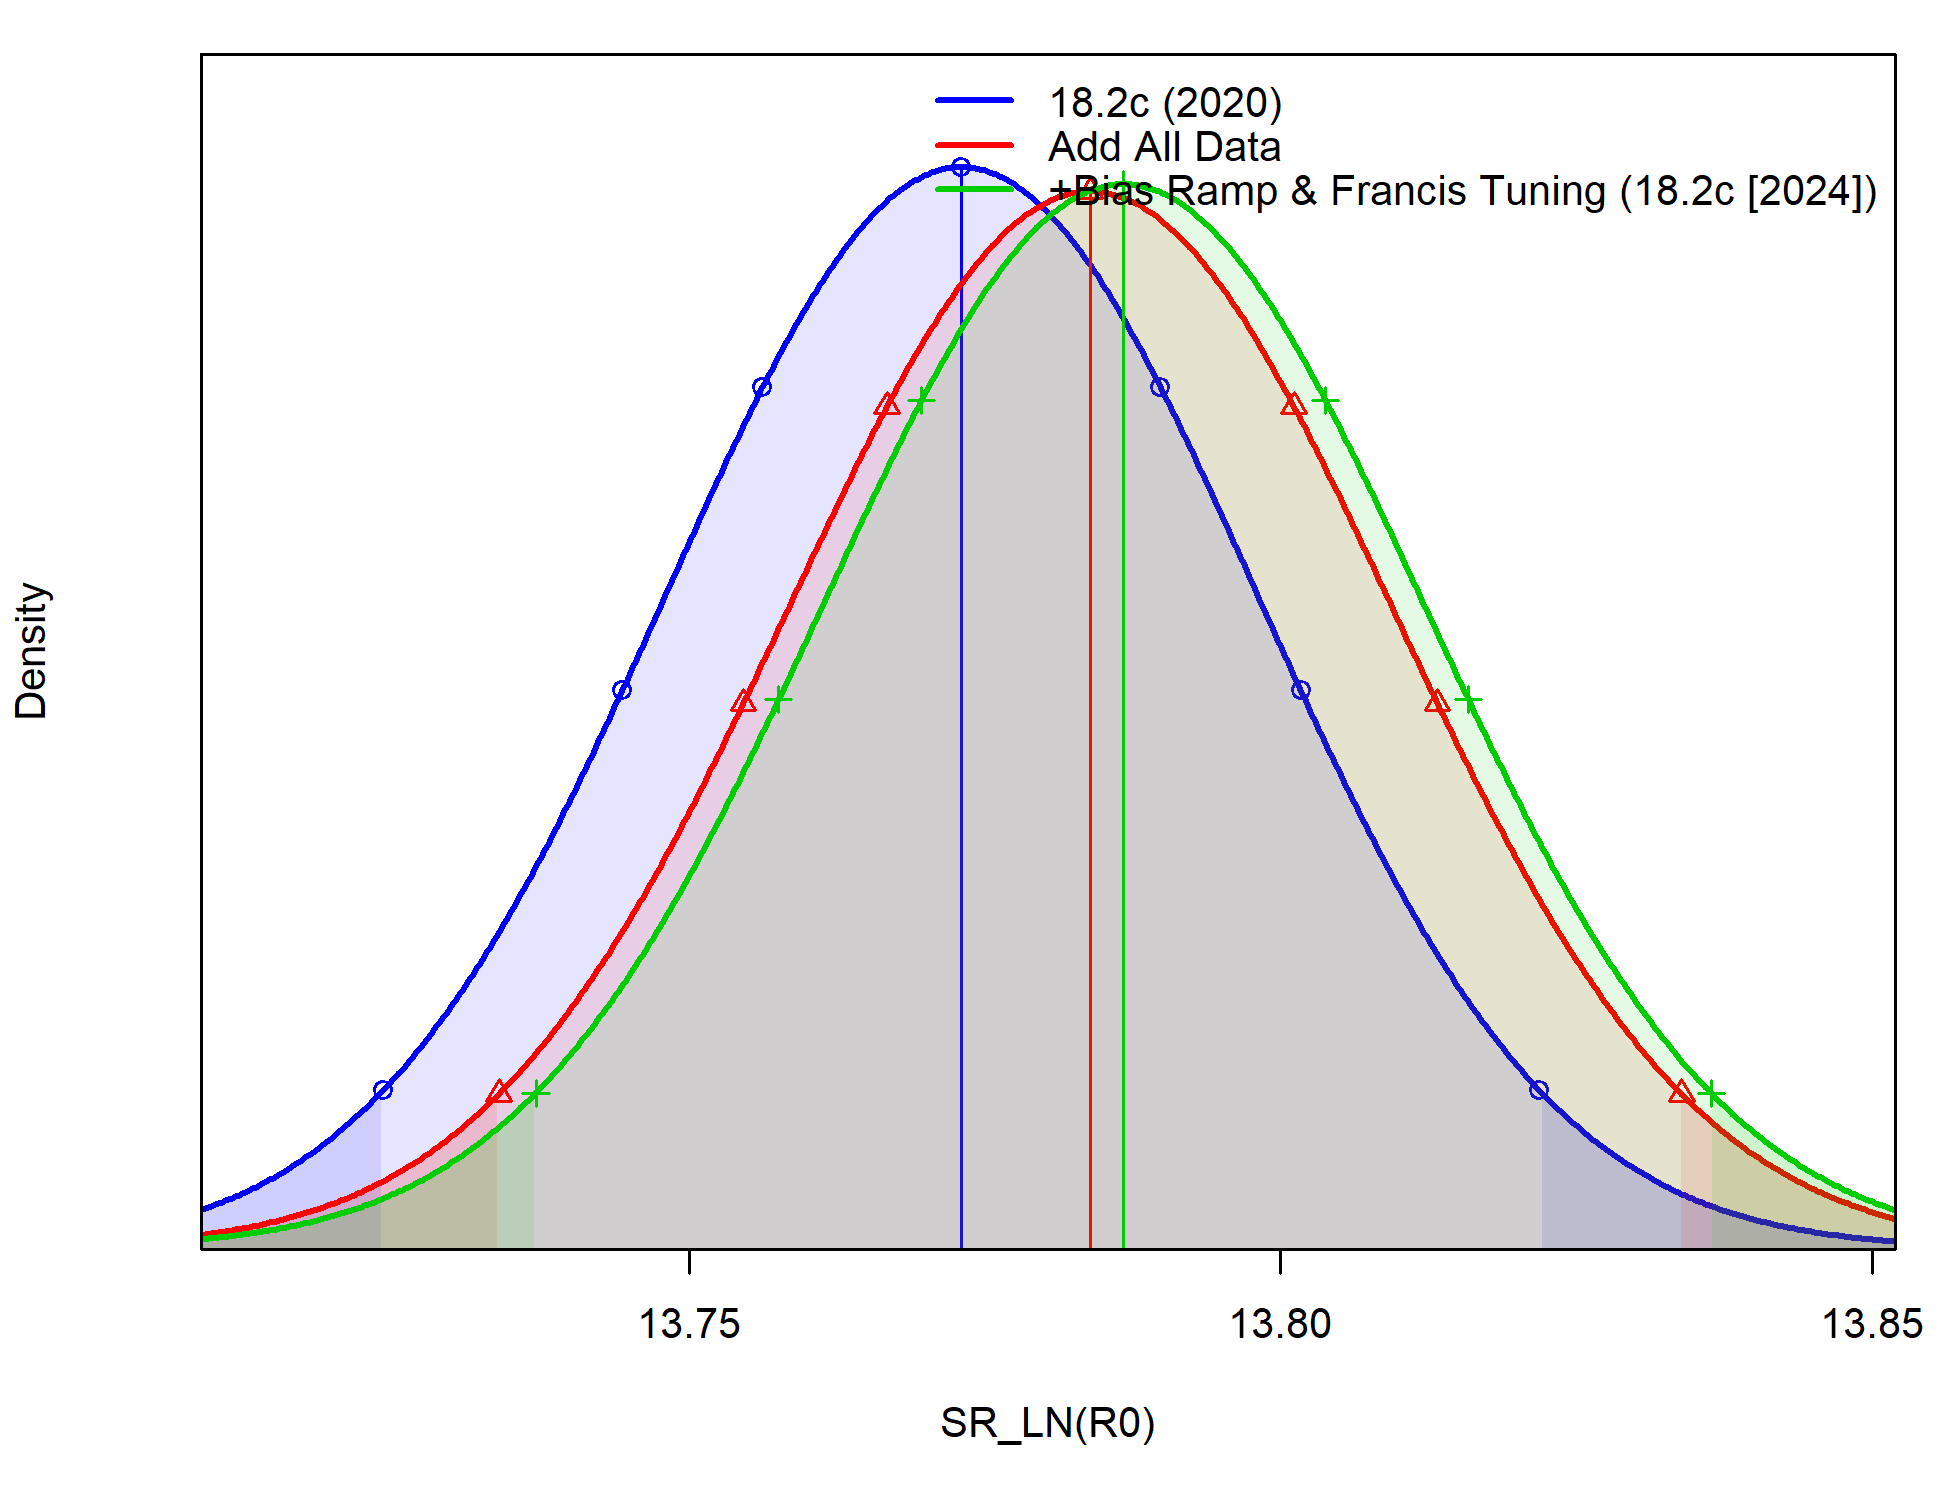 18.2c (2020)
Add All Data
+Bias Ramp & Francis Tuning (18.2c [2024])
Density
13.75
13.80
13.85
SR_LN(R0)